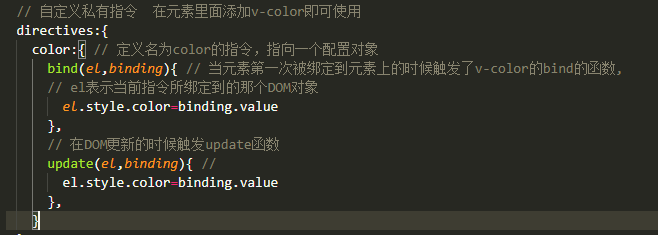 // 自定义私有指令  在元素里面添加v-color即可使用
directives:{
color:{ // 定义名为color的指令，指向一个配置对象
bind(el,binding){ // 当元素第一次被绑定到元素上的时候触发了v-color的bind的函数,
// el表示当前指令所绑定到的那个DOM对象
el.style.color=binding.value
},
// 在DOM更新的时候触发update函数
update(el,binding){ //
el.style.color=binding.value
},
}